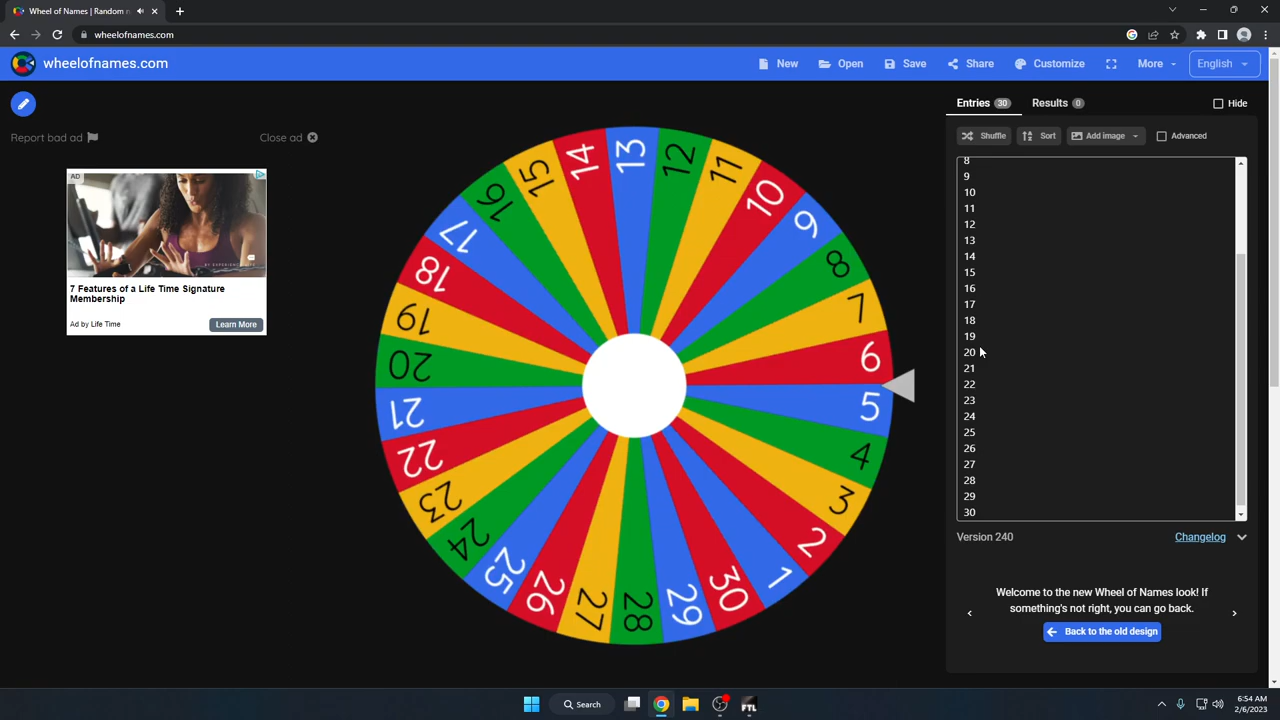 Wheel of Names | Random n
wheelofnames.com
wheelofnames.com
New
Open
Save
Share
Customize
More
English
Report bad ad
Close ad
AD
BY EXPERIENCE LIFE
7 Features of a Life Time Signature
Membership
Ad by Life Time
Learn More
14
13
12
11
10
9
8
7
6
5
4
3
2
1
30
29
28
27
26
25
24
23
22
21
20
19
18
17
16
15
Entries 30
Results 0
Hide
Shuffle
Sort
Add image
Advanced
8
9
10
11
12
13
14
15
16
17
18
19
20
21
22
23
24
25
26
27
28
29
30
Version 240
Changelog
Welcome to the new Wheel of Names look! If
something's not right, you can go back.
Back to the old design
Search
FTL
6:54 AM
2/6/2023